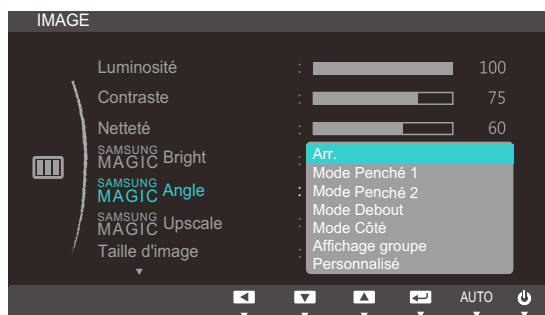 IMAGE
Luminosité : 100
Contraste : 75
Netteté : 60
SAMSUNG MAGIC Bright :
SAMSUNG MAGIC Angle :
SAMSUNG MAGIC Upscale :
Taille d'image :
Arr.
Mode Penché 1
Mode Penché 2
Mode Debout
Mode Côté
Affichage groupe
Personnalisé
AUTO